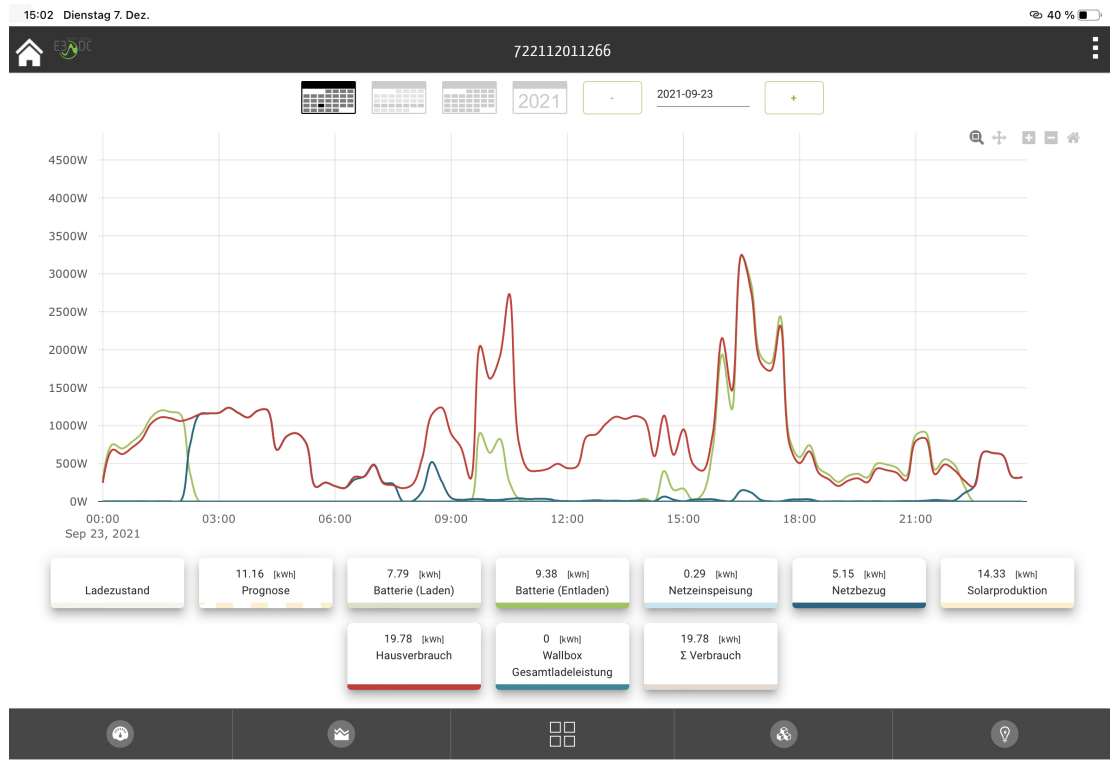 15:02 Dienstag 7. Dez.
40 %
E3/DC
722112011266
2021
-
2021-09-23
+
4500W
4000W
3500W
3000W
2500W
2000W
1500W
1000W
500W
0W
00:00 03:00 06:00 09:00 12:00 15:00 18:00 21:00
Sep 23, 2021
Ladezustand
11.16 [kWh]
Prognose
7.79 [kWh]
Batterie (Laden)
9.38 [kWh]
Batterie (Entladen)
0.29 [kWh]
Netzeinspeisung
5.15 [kWh]
Netzbezug
14.33 [kWh]
Solarproduktion
19.78 [kWh]
Hausverbrauch
0 [kWh]
Wallbox
Gesamtladeleistung
19.78 [kWh]
Σ Verbrauch